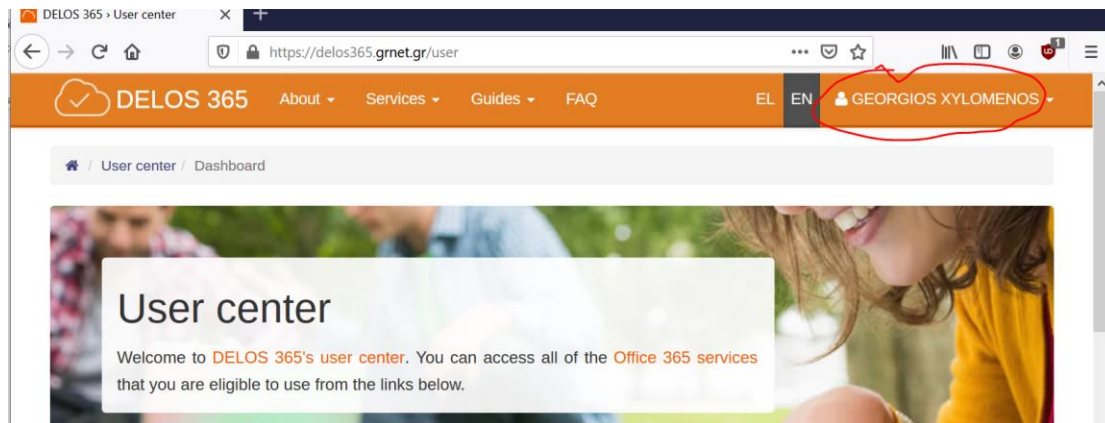 DELOS 365 › User center
https://delos365.grnet.gr/user
1
DELOS 365 About Services Guides FAQ EL EN GEORGIOS XYLOMENOS
/ User center / Dashboard
User center
Welcome to DELOS 365's user center. You can access all of the Office 365 services
that you are eligible to use from the links below.